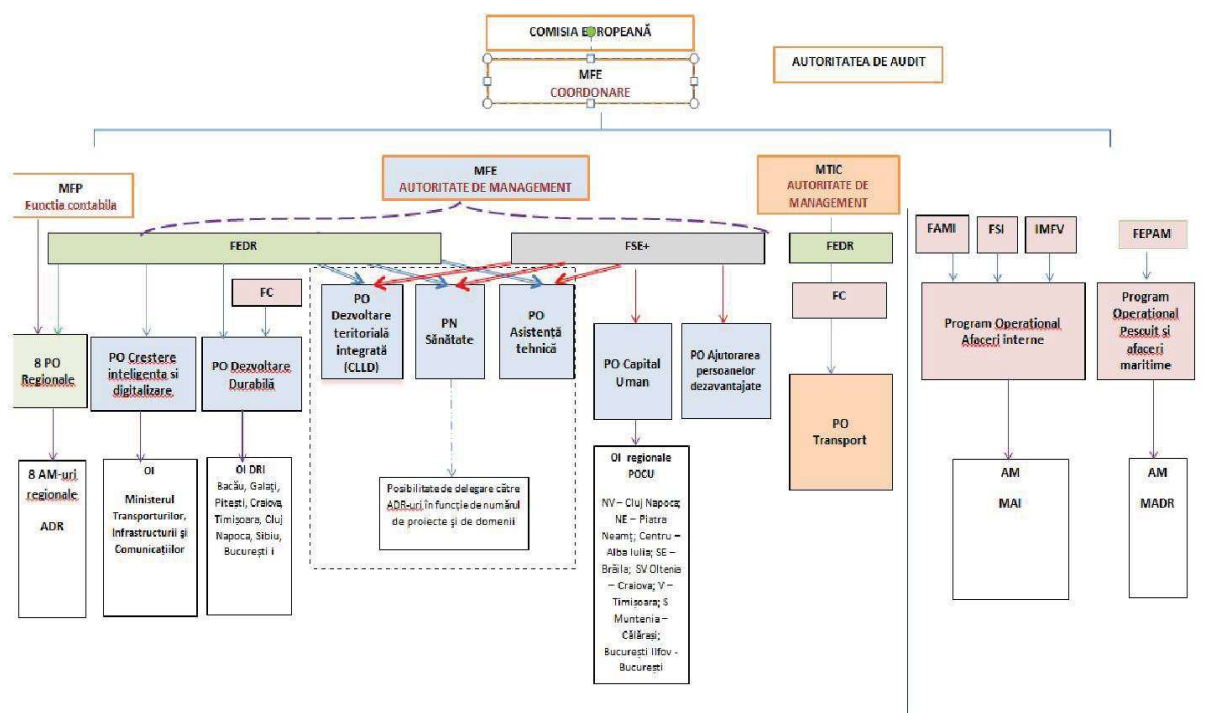 COMISIA EUROPEANĂ
MFE
COORDONARE
AUTORITATEA DE AUDIT
MFP
Functia contabila
MFE
AUTORITATE DE MANAGEMENT
MTIC
AUTORITATE DE
MANAGEMENT
FEDR
FSE+
FEDR
FAMI
FSI
IMFV
FEPAM
FC
FC
8 PO
Regionale
PO Crestere
inteligenta si
digitalizare
PO Dezvoltare
Durabilă
PO
Dezvoltare
teritorială
integrată
(CLLD)
PN
Sănătate
PO
Asistență
tehnică
PO Capital
Uman
PO Ajutorarea
persoanelor
dezavantajate
PO
Transport
Program Operational
Afaceri interne
Program
Operational
Pescuit si
afaceri
maritime
8 AM-uri
regionale
ADR
OI
Ministerul
Transporturilor,
Infrastructurii și
Comunicațiilor
OI DRI
Bacău, Galați,
Pitești, Craiova,
Timișoara, Cluj
Napoca, Sibiu,
București i
Posibilitate de delegare către
ADR-uri în funcție de numărul
de proiecte și de domenii
OI regionale
POCU
NV – Cluj Napoca;
NE – Piatra
Neamț; Centru –
Alba Iulia; SE –
Brăila; SV Oltenia
– Craiova; V –
Timișoara; S
Muntenia –
Călărași;
București Ilfov -
București
AM
MAI
AM
MADR